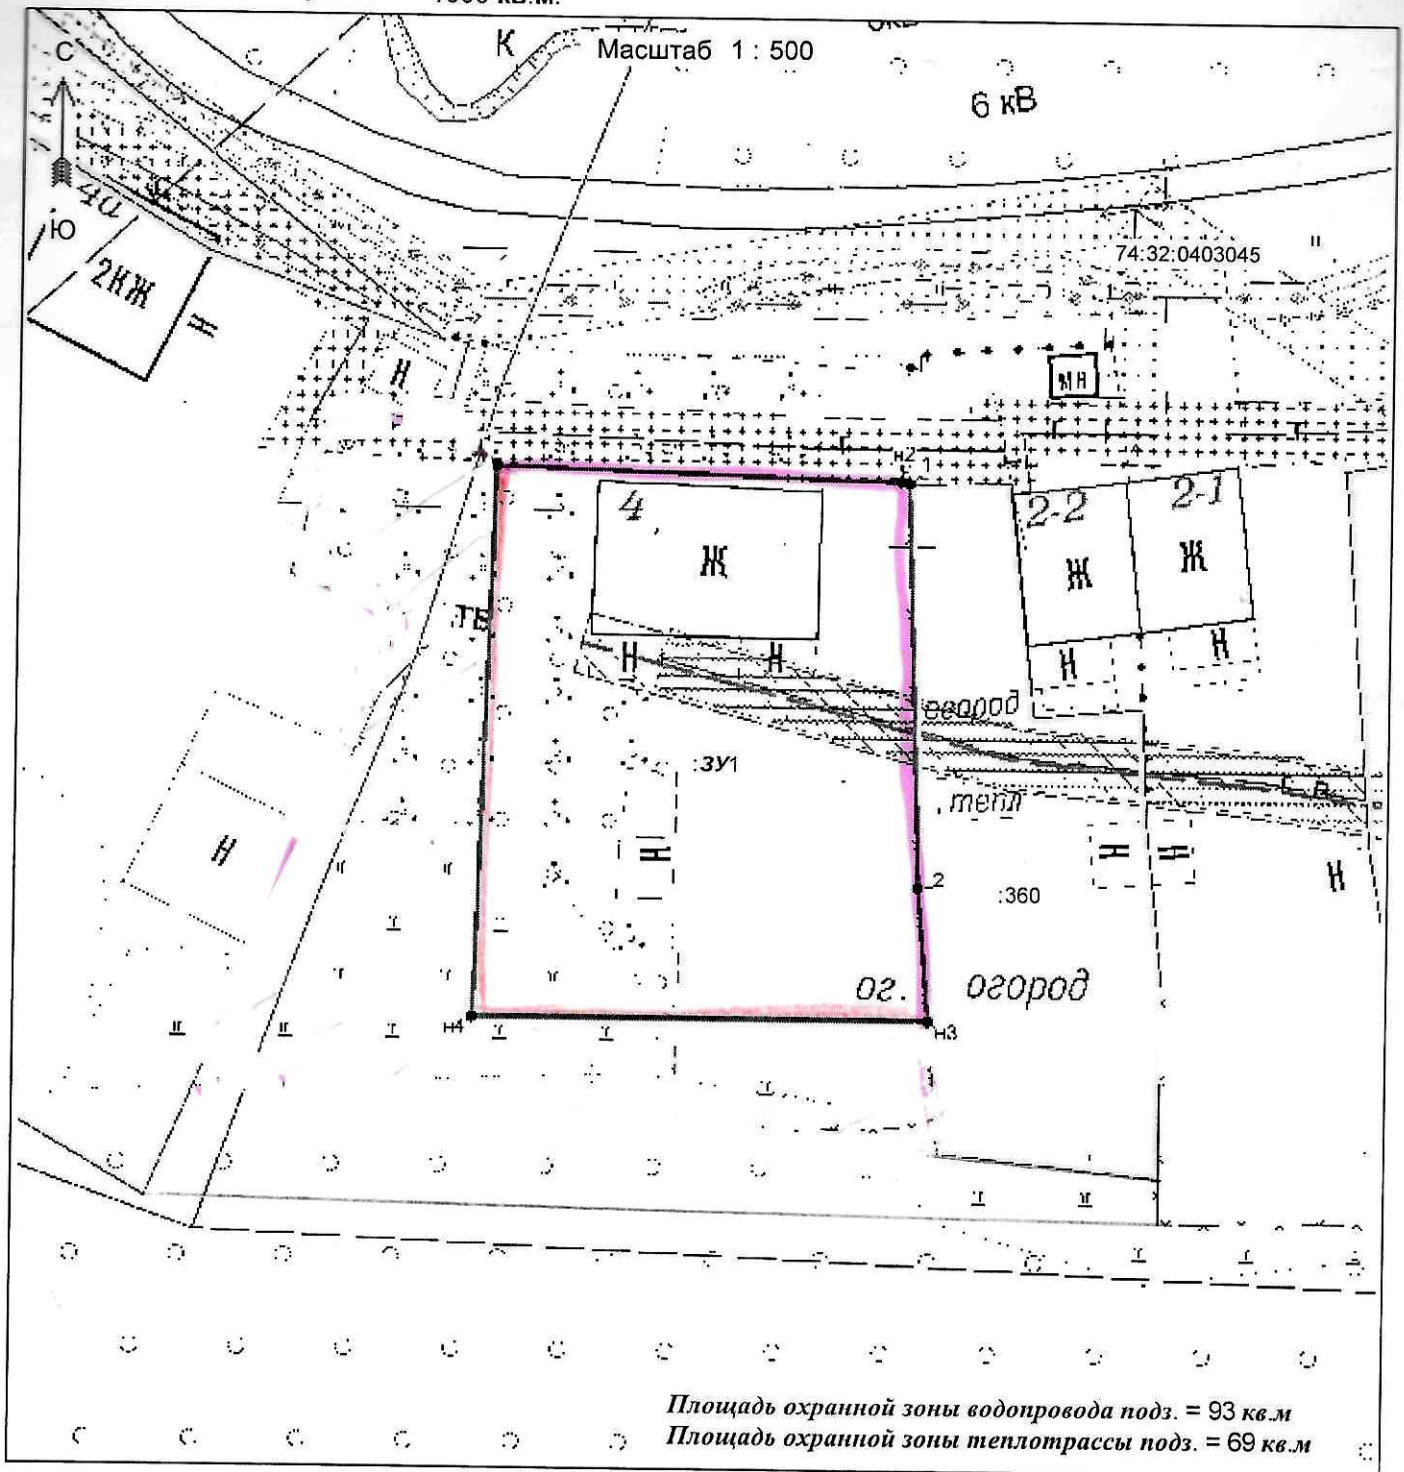 К
Масштаб 1 : 500
С
6 кВ
4а
Ю
74:32:0403045
2КЖ
Н
Н
МН
Г
Г
Г
н2
1
4
2-2
2-1
Ж
Ж
Ж
Н
Н
Н
Н
огород
:ЗУ1
тепл
Н
Н
Н
Н
Н
2
:360
ог.
огород
н4
н3
Площадь охранной зоны водопровода подз. = 93 кв.м
Площадь охранной зоны теплотрассы подз. = 69 кв.м